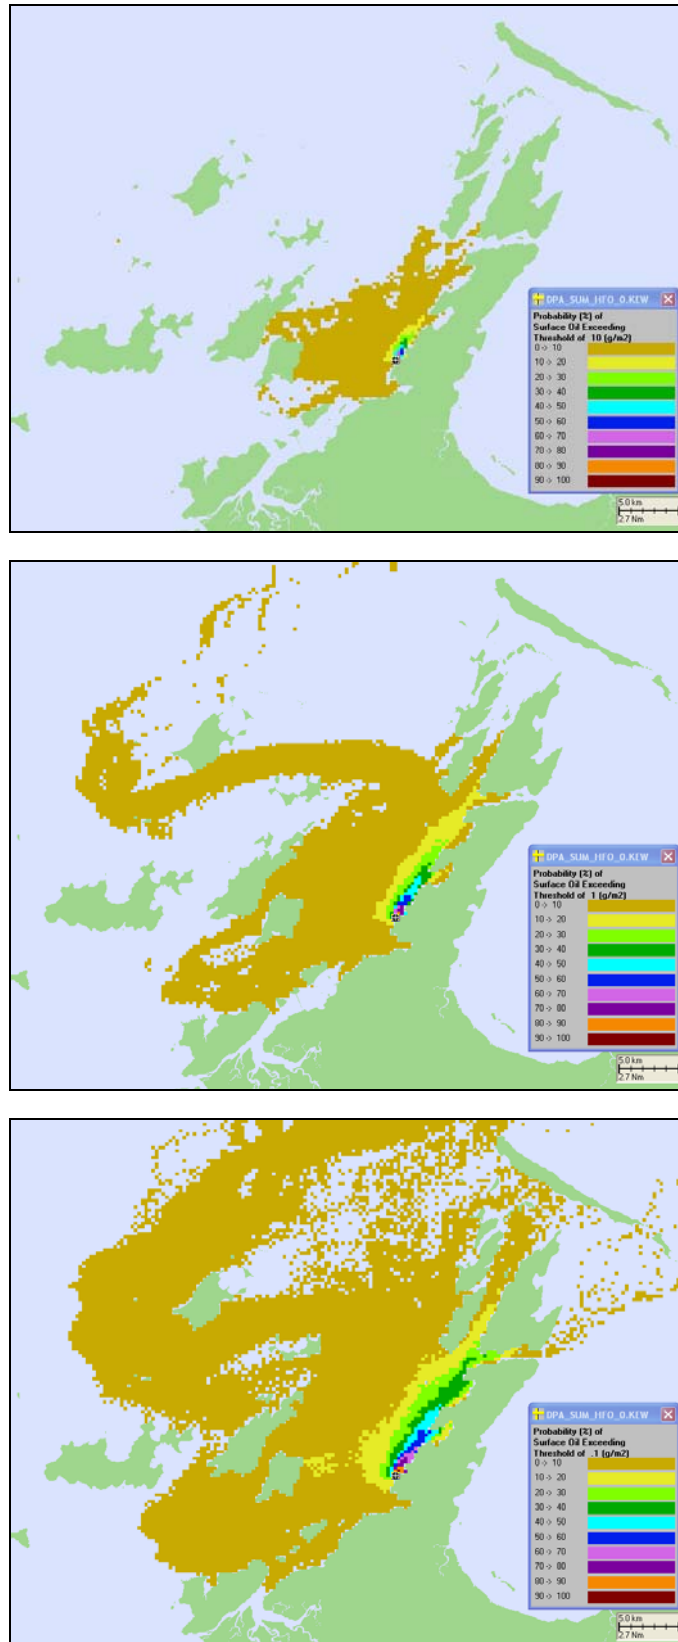 DPA_SUM_HFO_0.KEW
Probability (%) of
Surface Oil Exceeding
Threshold of 10 (g/m2)
0 -> 10
10 -> 20
20 -> 30
30 -> 40
40 -> 50
50 -> 60
60 -> 70
70 -> 80
80 -> 90
90 -> 100
5.0 km
2.7 Nm
DPA_SUM_HFO_0.KEW
Probability (%) of
Surface Oil Exceeding
Threshold of 1 (g/m2)
0 -> 10
10 -> 20
20 -> 30
30 -> 40
40 -> 50
50 -> 60
60 -> 70
70 -> 80
80 -> 90
90 -> 100
5.0 km
2.7 Nm
DPA_SUM_HFO_0.KEW
Probability (%) of
Surface Oil Exceeding
Threshold of .1 (g/m2)
0 -> 10
10 -> 20
20 -> 30
30 -> 40
40 -> 50
50 -> 60
60 -> 70
70 -> 80
80 -> 90
90 -> 100
5.0 km
2.7 Nm